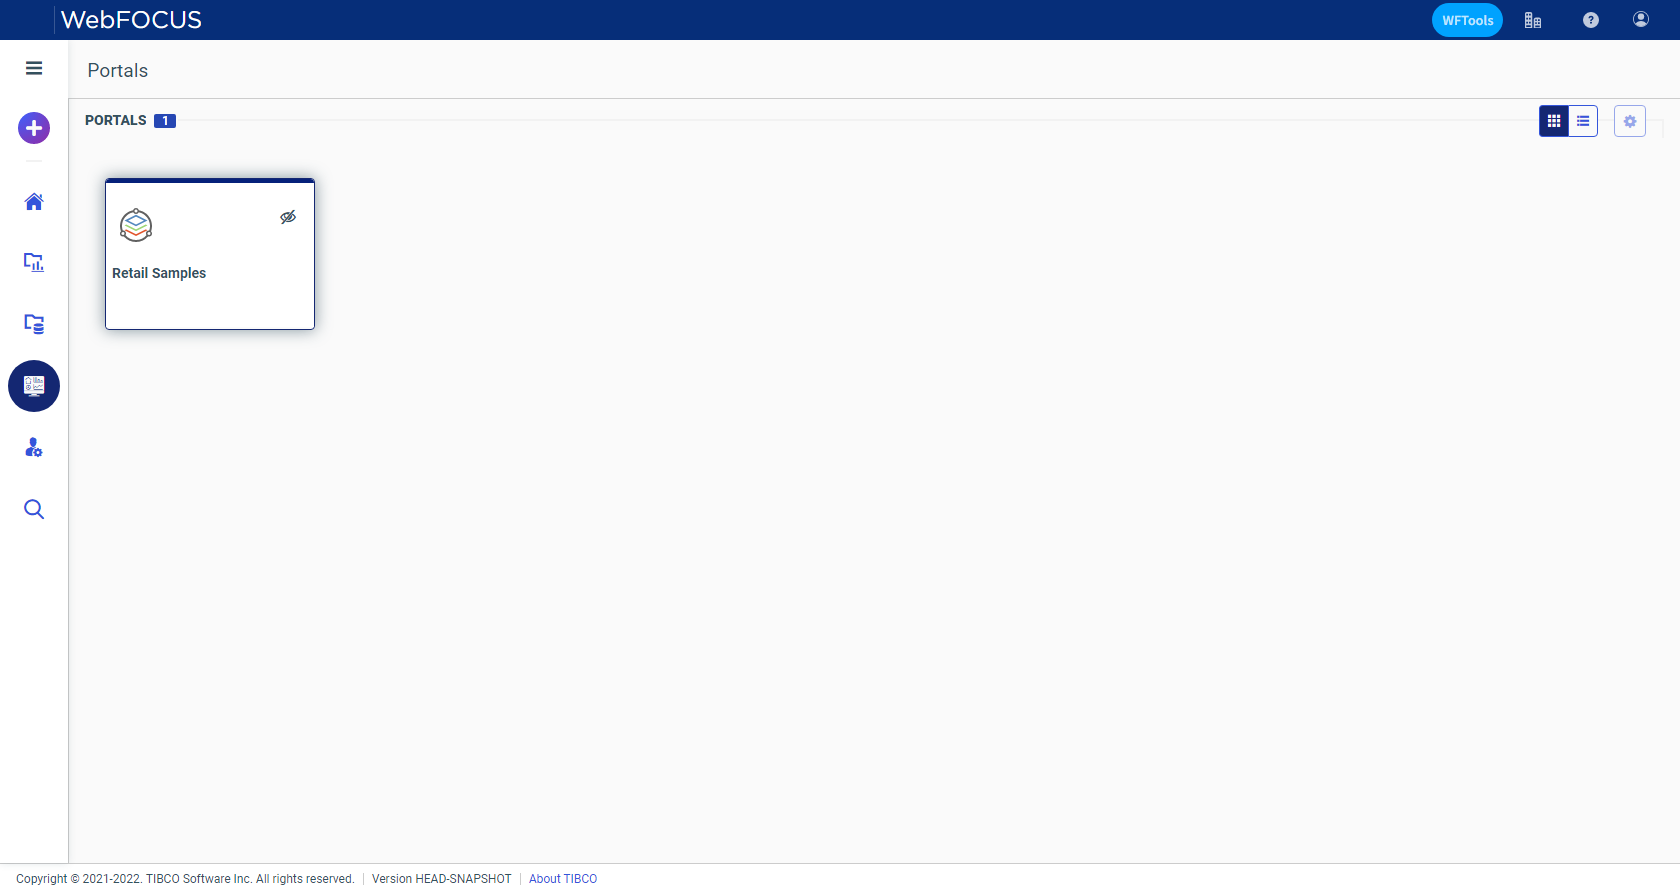 WebFOCUS
WFTools
Portals
PORTALS 1
Retail Samples
Copyright © 2021-2022. TIBCO Software Inc. All rights reserved. Version HEAD-SNAPSHOT About TIBCO